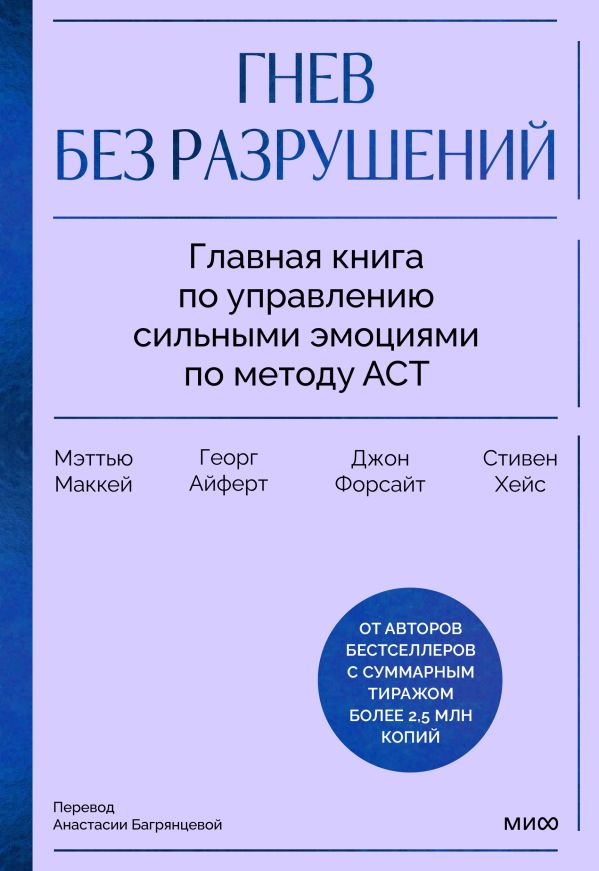 ГНЕВ
БЕЗ РАЗРУШЕНИЙ
Главная книга
по управлению
сильными эмоциями
по методу АСТ
Мэттью
Маккей
Георг
Айферт
Джон
Форсайт
Стивен
Хейс
ОТ АВТОРОВ
БЕСТСЕЛЛЕРОВ
С СУММАРНЫМ
ТИРАЖОМ
БОЛЕЕ 2,5 МЛН
КОПИЙ
Перевод
Анастасии Багрянцевой
МИФ